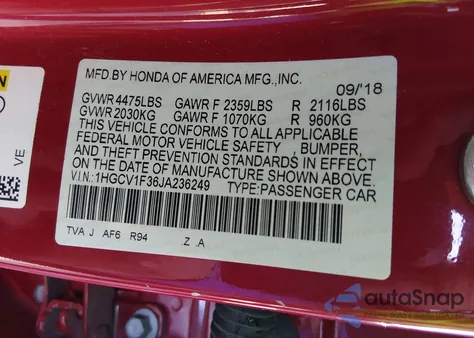 MFD.BY HONDA OF AMERICA MFG.,INC. 09/'18
GVWR 4475LBS GAWR F 2359LBS R 2116LBS
GVWR 2030KG GAWR F 1070KG R 960KG
THIS VEHICLE CONFORMS TO ALL APPLICABLE
FEDERAL MOTOR VEHICLE SAFETY , BUMPER,
AND THEFT PREVENTION STANDARDS IN EFFECT
ON THE DATE OF MANUFACTURE SHOWN ABOVE.
V.I.N:1HGCV1F36JA236249 TYPE:PASSENGER CAR
TVA J AF6 R94 .Z .A
VE
autoSnap